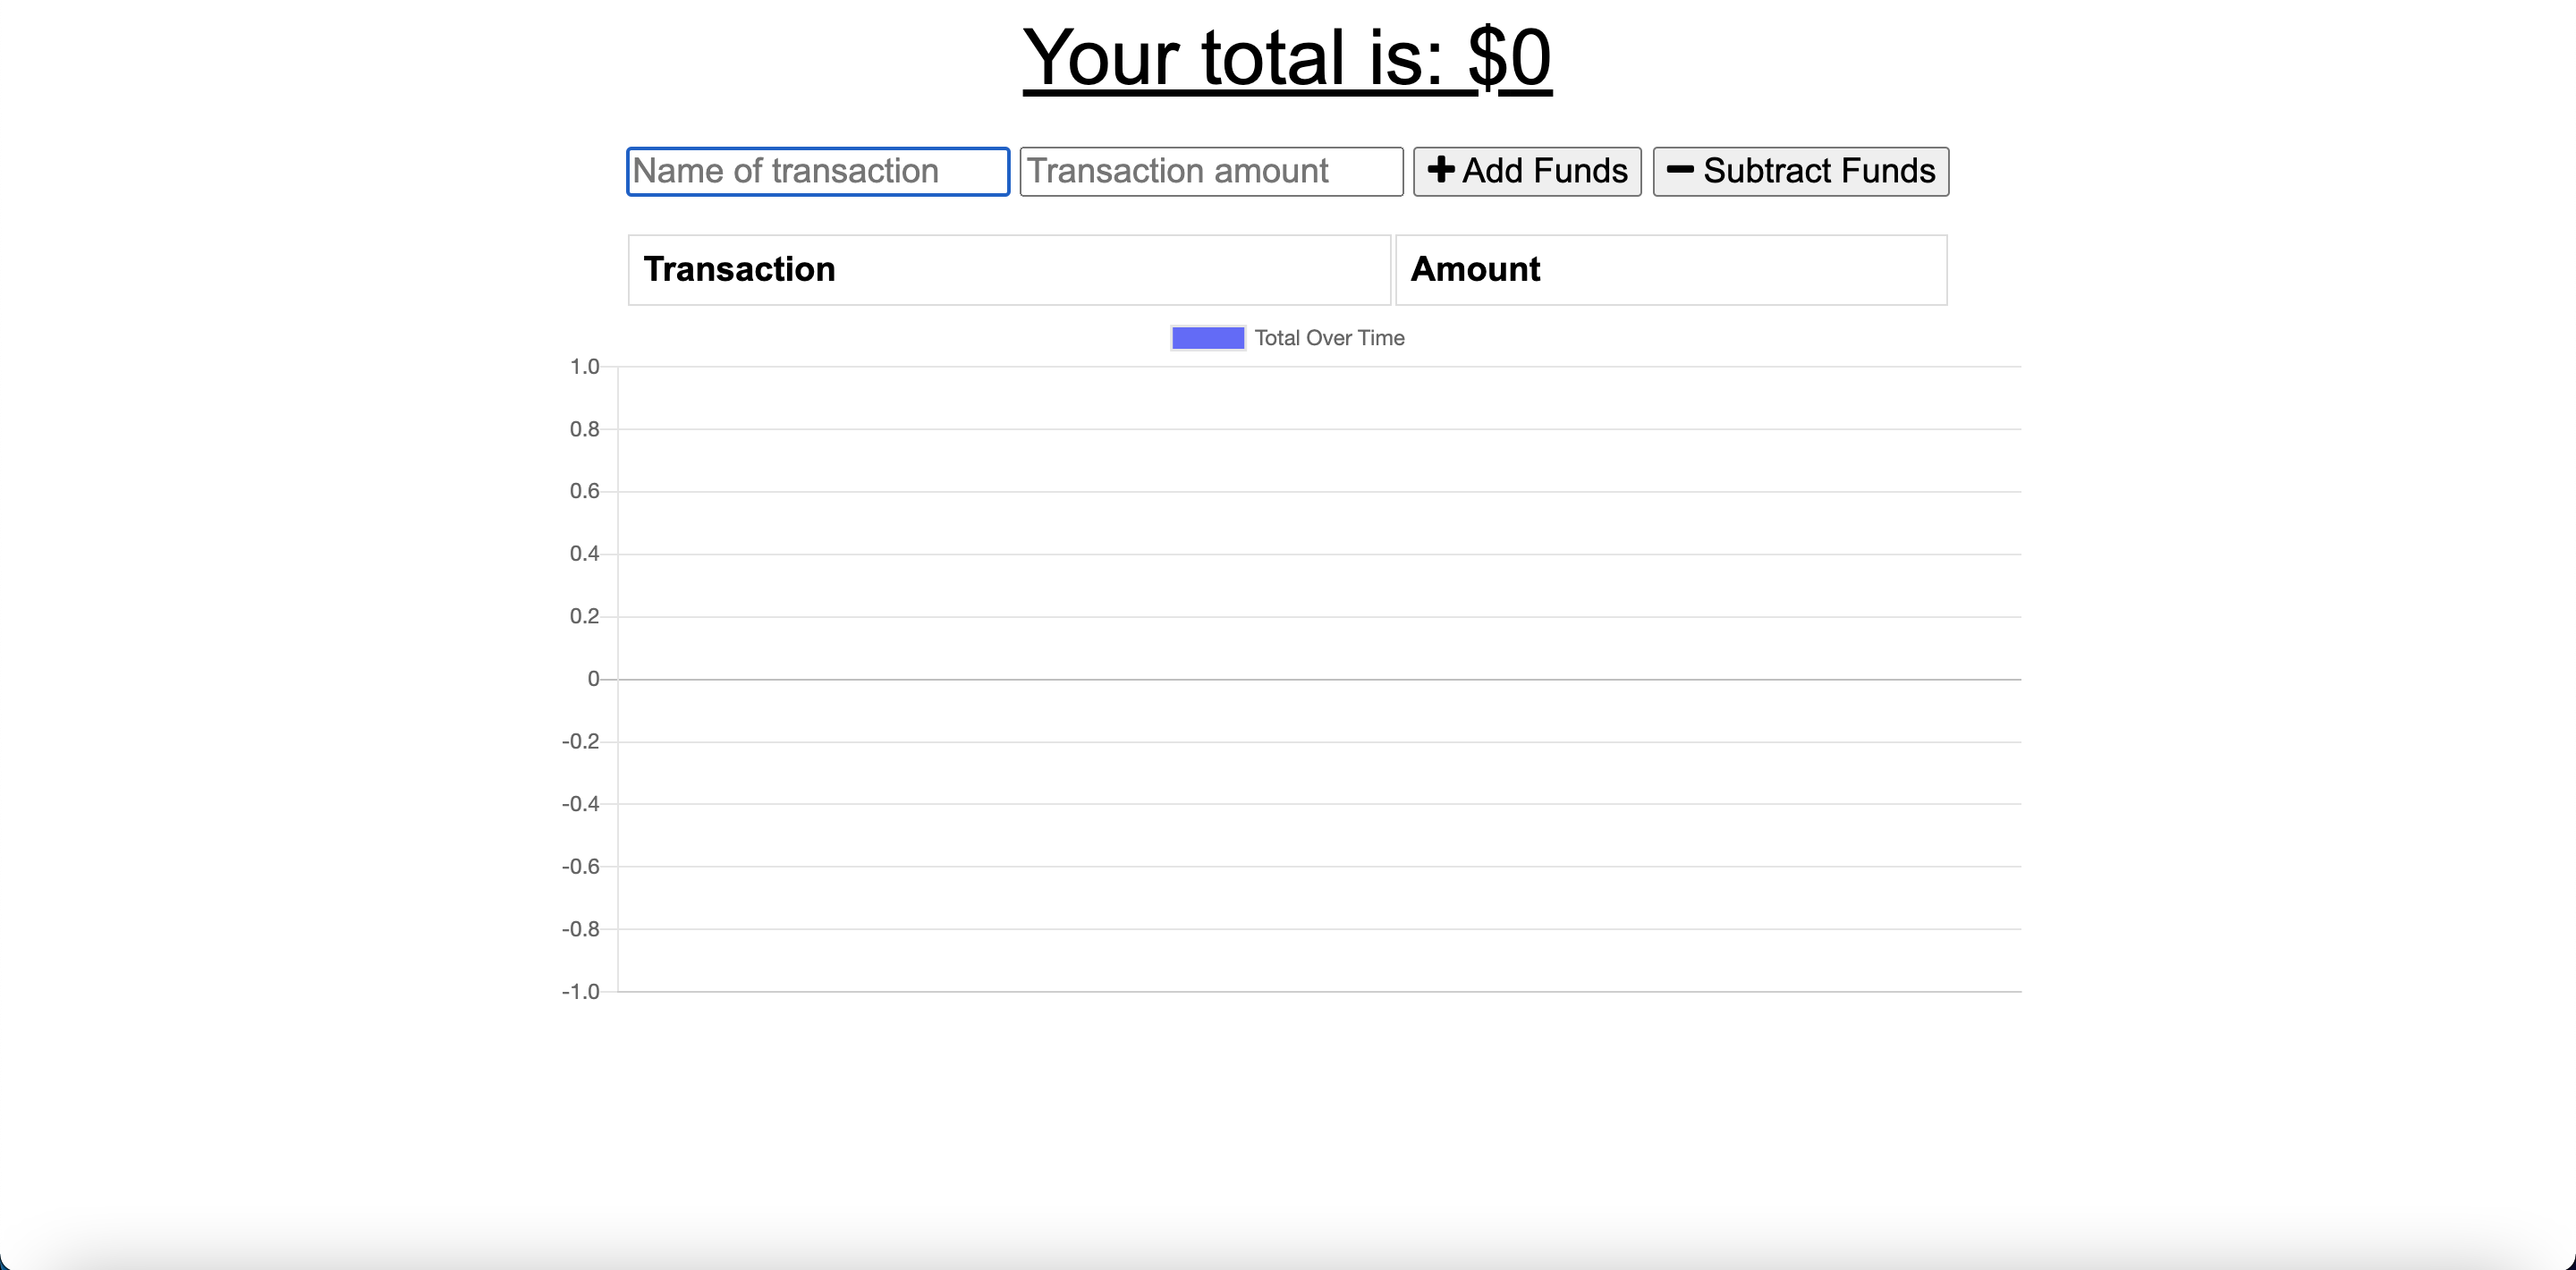 Your total is: $0
Name of transaction Transaction amount Add Funds Subtract Funds
Transaction Amount
Total Over Time
1.0
0.8
0.6
0.4
0.2
0
-0.2
-0.4
-0.6
-0.8
-1.0